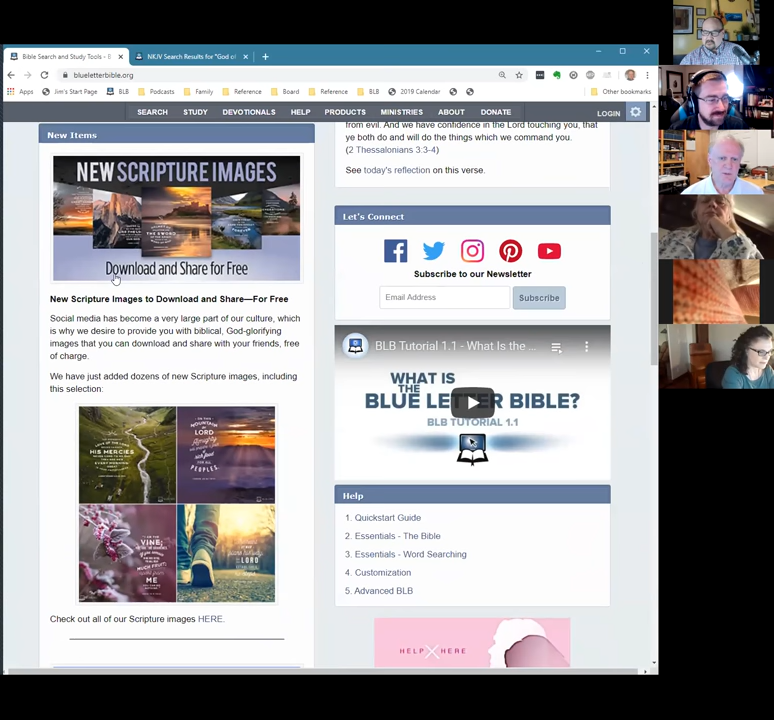 Bible Search and Study Tools - B
NKJV Search Results for "God of
blueletterbible.org
Apps
Jim's Start Page
BLB
Podcasts
Family
Reference
Board
Reference
BLB
2019 Calendar
Other bookmarks
SEARCH STUDY DEVOTIONALS HELP PRODUCTS MINISTRIES ABOUT DONATE
LOGIN
New Items
NEW SCRIPTURE IMAGES
Download and Share for Free
New Scripture Images to Download and Share—For Free
Social media has become a very large part of our culture, which
is why we desire to provide you with biblical, God-glorifying
images that you can download and share with your friends, free
of charge.
We have just added dozens of new Scripture images, including
this selection:
HIS MERCIES
MOUNTAIN
LORD
Almighty
PEOPLES
VINE
ME
LORD
Check out all of our Scripture images HERE.
from evil. And we have confidence in the Lord touching you, that
ye both do and will do the things which we command you.
(2 Thessalonians 3:3-4)
See today's reflection on this verse.
Let's Connect
Subscribe to our Newsletter
Email Address
Subscribe
BLB Tutorial 1.1 - What Is the ...
WHAT IS
THE
BLUE LETTER BIBLE?
BLB TUTORIAL 1.1
Help
1. Quickstart Guide
2. Essentials - The Bible
3. Essentials - Word Searching
4. Customization
5. Advanced BLB
HELP HERE